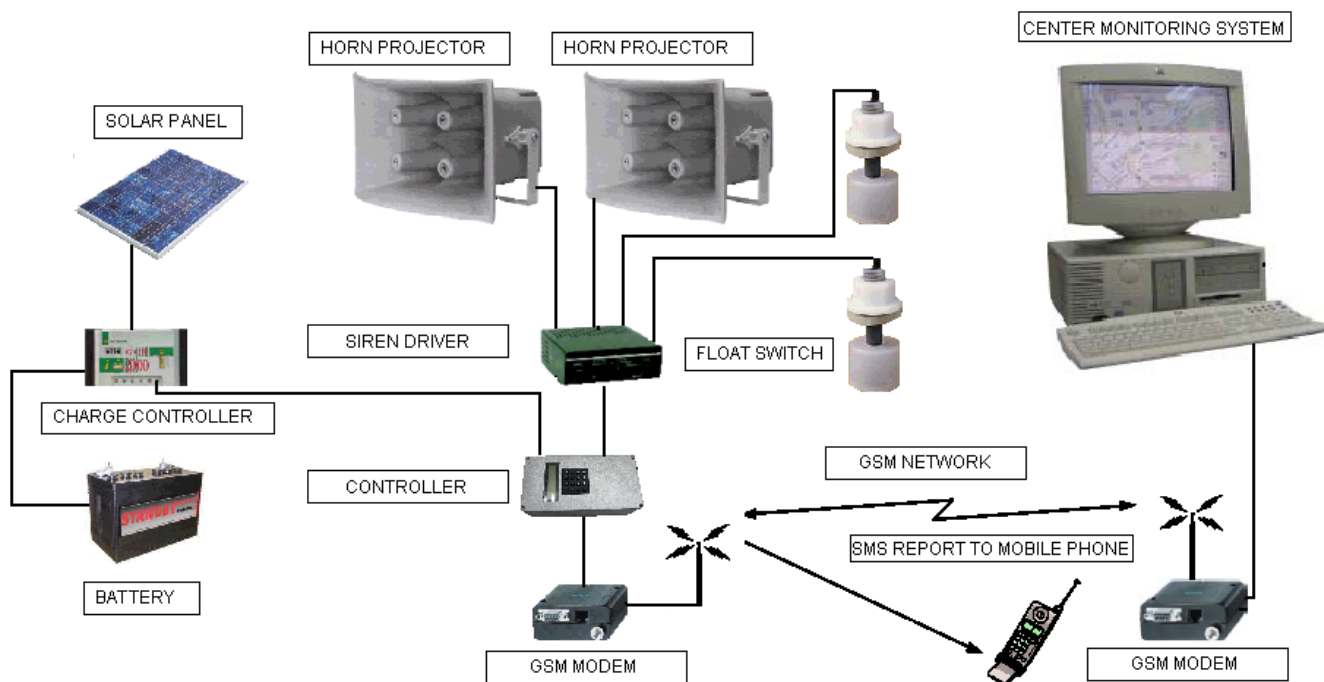 HORN PROJECTOR
HORN PROJECTOR
CENTER MONITORING SYSTEM
SOLAR PANEL
SIREN DRIVER
FLOAT SWITCH
CHARGE CONTROLLER
CONTROLLER
GSM NETWORK
STANDBY
SMS REPORT TO MOBILE PHONE
BATTERY
GSM MODEM
GSM MODEM